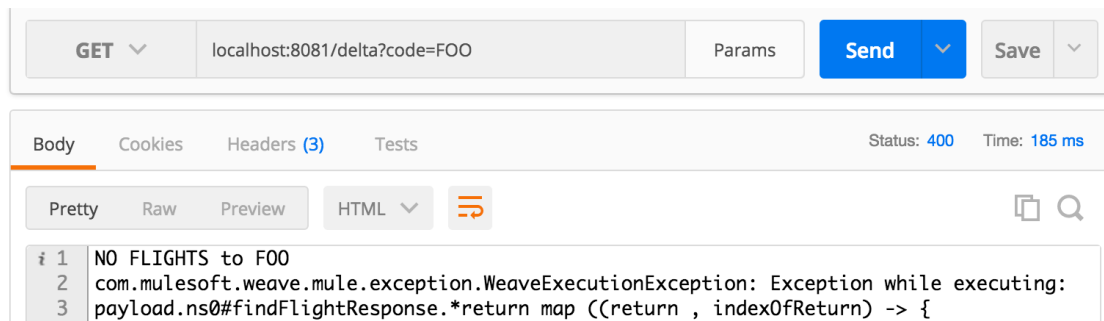 GET localhost:8081/delta?code=FOO Params Send Save
Body Cookies Headers (3) Tests Status: 400 Time: 185 ms
Pretty Raw Preview HTML
i 1 NO FLIGHTS to FOO
2 com.mulesoft.weave.mule.exception.WeaveExecutionException: Exception while executing:
3 payload.ns0#findFlightResponse.*return map ((return , indexOfReturn) -> {